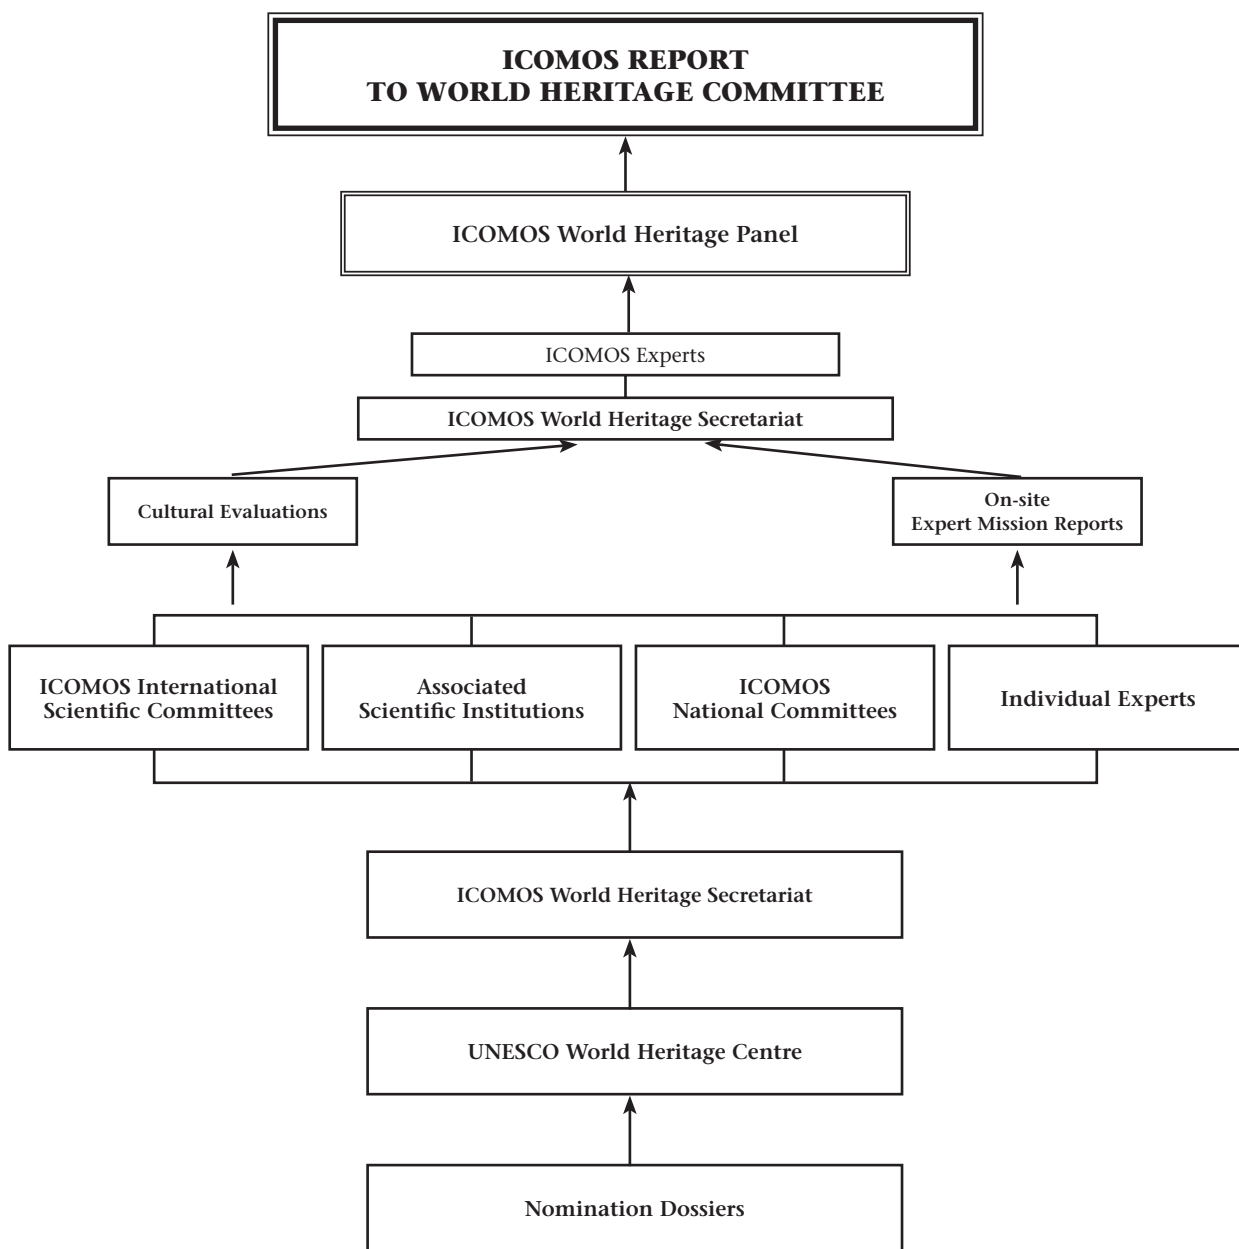 ICOMOS REPORT
TO WORLD HERITAGE COMMITTEE
ICOMOS World Heritage Panel
ICOMOS Experts
ICOMOS World Heritage Secretariat
Cultural Evaluations
On-site
Expert Mission Reports
ICOMOS International
Scientific Committees
Associated
Scientific Institutions
ICOMOS
National Committees
Individual Experts
ICOMOS World Heritage Secretariat
UNESCO World Heritage Centre
Nomination Dossiers